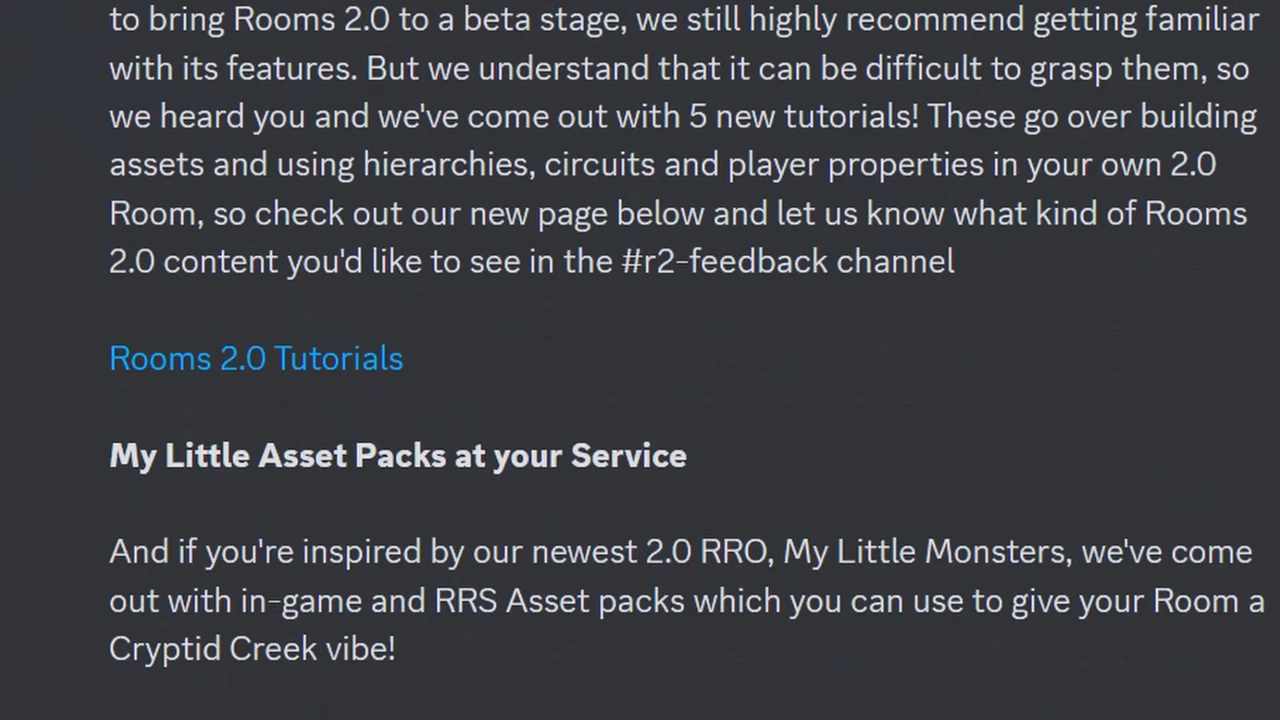 to bring Rooms 2.0 to a beta stage, we still highly recommend getting familiar
with its features. But we understand that it can be difficult to grasp them, so
we heard you and we've come out with 5 new tutorials! These go over building
assets and using hierarchies, circuits and player properties in your own 2.0
Room, so check out our new page below and let us know what kind of Rooms
2.0 content you'd like to see in the #r2-feedback channel
Rooms 2.0 Tutorials
My Little Asset Packs at your Service
And if you're inspired by our newest 2.0 RRO, My Little Monsters, we've come
out with in-game and RRS Asset packs which you can use to give your Room a
Cryptid Creek vibe!